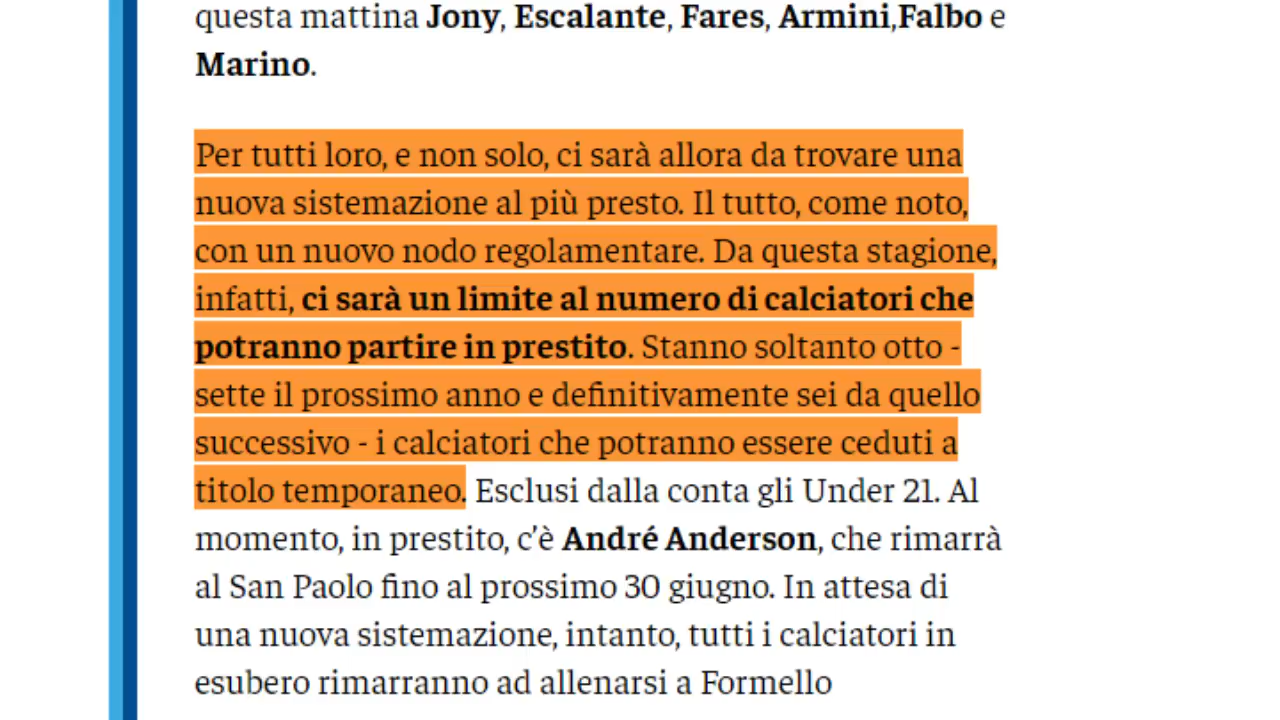 questa mattina Jony, Escalante, Fares, Armini,Falbo e
Marino.
Per tutti loro, e non solo, ci sarà allora da trovare una
nuova sistemazione al più presto. Il tutto, come noto,
con un nuovo nodo regolamentare. Da questa stagione,
infatti, ci sarà un limite al numero di calciatori che
potranno partire in prestito. Stanno soltanto otto -
sette il prossimo anno e definitivamente sei da quello
successivo - i calciatori che potranno essere ceduti a
titolo temporaneo. Esclusi dalla conta gli Under 21. Al
momento, in prestito, c’è André Anderson, che rimarrà
al San Paolo fino al prossimo 30 giugno. In attesa di
una nuova sistemazione, intanto, tutti i calciatori in
esubero rimarranno ad allenarsi a Formello